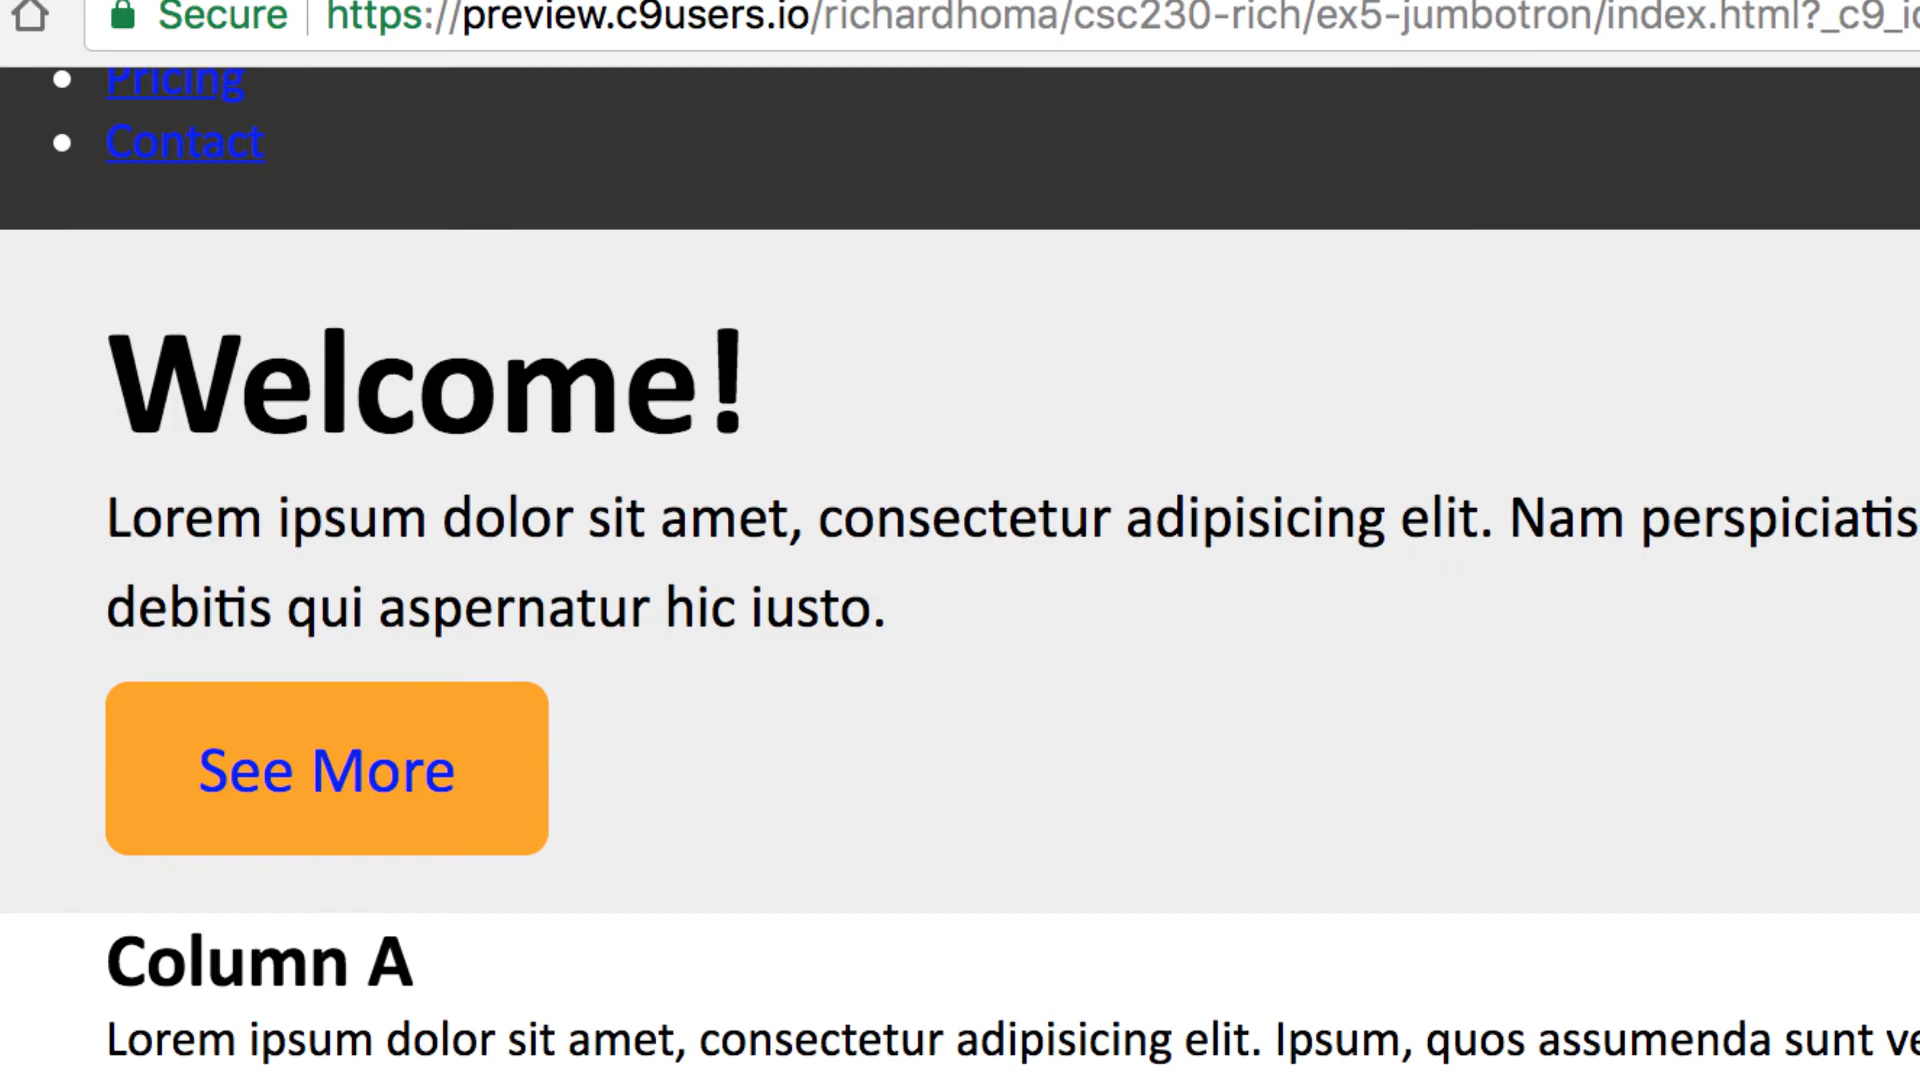 Secure https://preview.c9users.io/richardhoma/csc230-rich/ex5-jumbotron/index.html?_c9_
Pricing
Contact
Welcome!
Lorem ipsum dolor sit amet, consectetur adipisicing elit. Nam perspiciatis
debitis qui aspernatur hic iusto.
See More
Column A
Lorem ipsum dolor sit amet, consectetur adipisicing elit. Ipsum, quos assumenda sunt